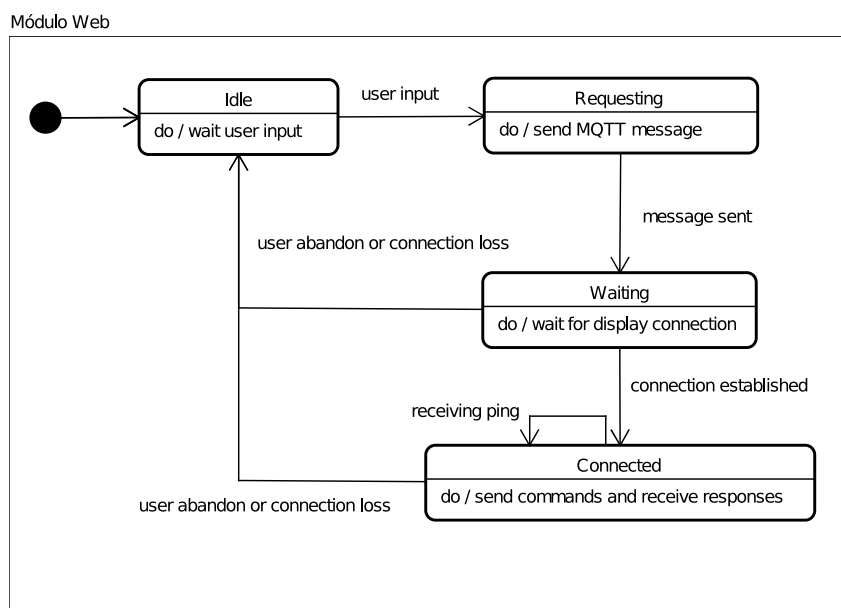 Módulo Web
Idle
do / wait user input
user input
Requesting
do / send MQTT message
message sent
user abandon or connection loss
Waiting
do / wait for display connection
connection established
receiving ping
Connected
do / send commands and receive responses
user abandon or connection loss